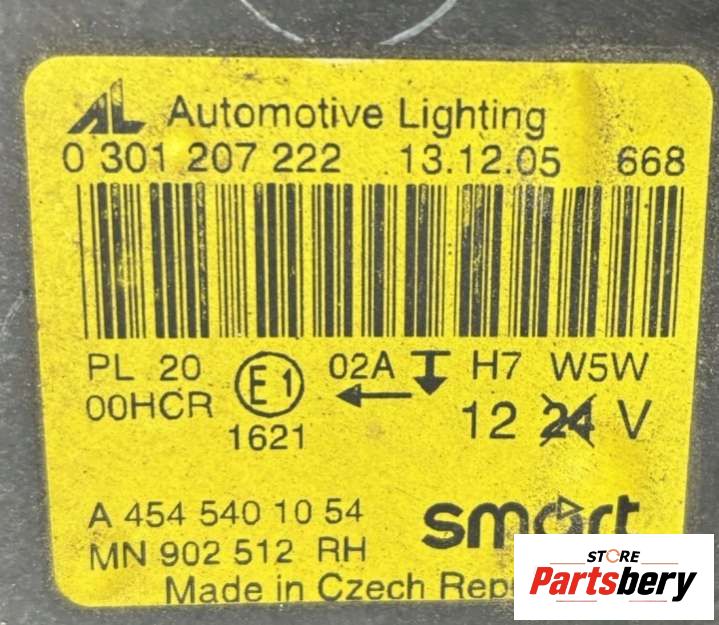 AL Automotive Lighting
0 301 207 222 13.12.05 668
PL 20 E1 02A H7 W5W
00HCR 1621 12 24 V
A 454 540 10 54 smart
MN 902 512 RH
Made in Czech Rep
STORE
Partsbery